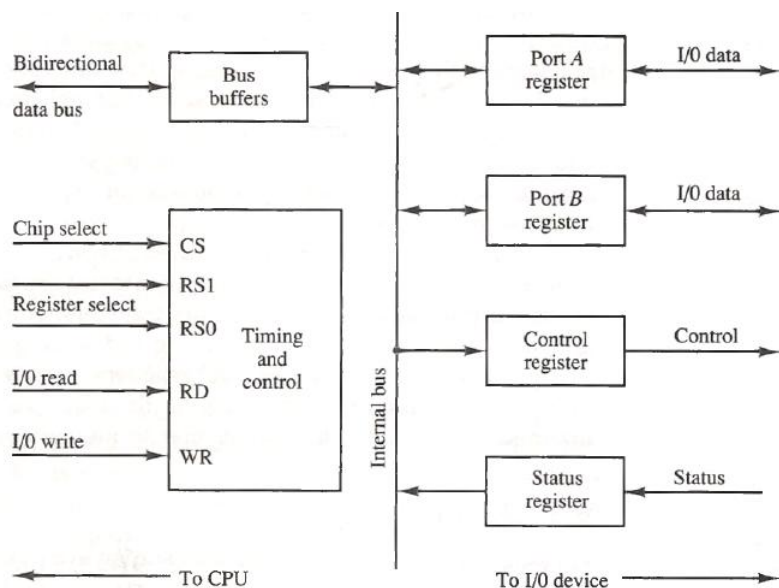 Bidirectional
data bus
Bus
buffers
Port A
register
I/0 data
Port B
register
I/0 data
Chip select
CS
RS1
Register select
RS0
Timing
and
control
I/0 read
RD
I/0 write
WR
Internal bus
Control
register
Control
Status
register
Status
To CPU
To I/0 device